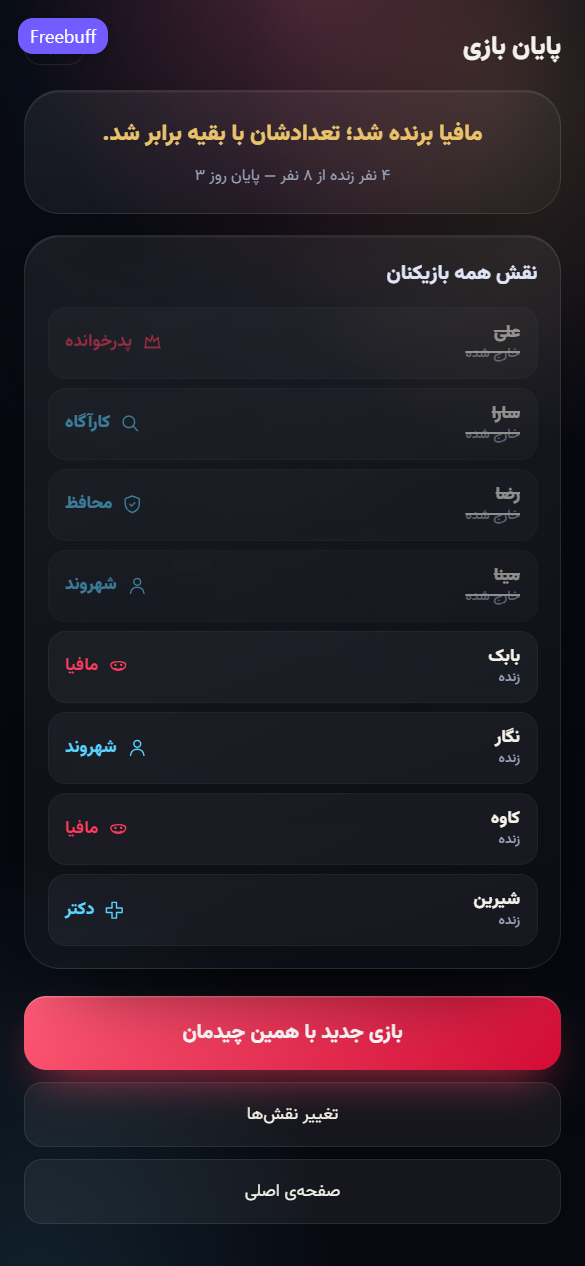 Freebuff
پایان بازی
مافیا برنده شد؛ تعدادشان با بقیه برابر شد.
۴ نفر زنده از ۸ نفر — پایان روز ۳
نقش همه بازیکنان
علی
خارج شده
پدرخوانده
سارا
خارج شده
کارآگاه
رضا
خارج شده
محافظ
مینا
خارج شده
شهروند
بابک
زنده
مافیا
نگار
زنده
شهروند
کاوه
زنده
مافیا
شیرین
زنده
دکتر
بازی جدید با همین چیدمان
تغییر نقش‌ها
صفحه‌ی اصلی